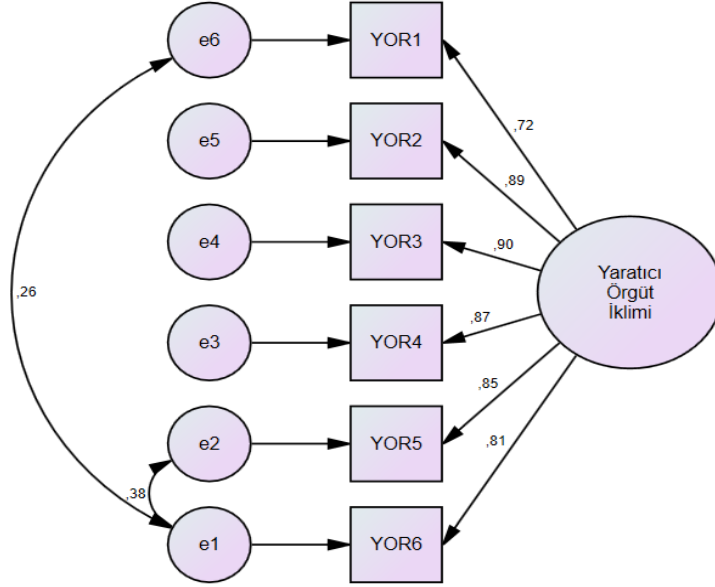 e6
YOR1
,72
e5
YOR2
,89
e4
YOR3
,90
Yaratıcı
Örgüt
İklimi
,26
e3
YOR4
,87
,85
e2
YOR5
,81
,38
e1
YOR6